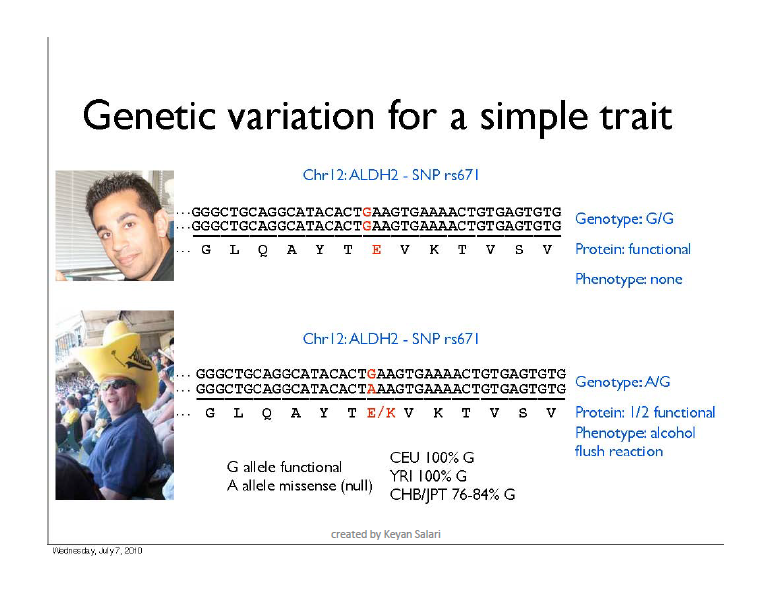 Genetic variation for a simple trait
Chr12: ALDH2 - SNP rs671
...GGGCTGCAGGCATACACTGAAGTGAAAACTGTGAGTGTG
...GGGCTGCAGGCATACACTGAAGTGAAAACTGTGAGTGTG
... G L Q A Y T E V K T V S V
Genotype: G/G
Protein: functional
Phenotype: none
Chr12: ALDH2 - SNP rs671
... GGGCTGCAGGCATACACTGAAGTGAAAACTGTGAGTGTG
... GGGCTGCAGGCATACACTAAAGTGAAAACTGTGAGTGTG
... G L Q A Y T E/K V K T V S V
Genotype: A/G
Protein: 1/2 functional
Phenotype: alcohol
flush reaction
G allele functional
A allele missense (null)
CEU 100% G
YRI 100% G
CHB/JPT 76-84% G
created by Keyan Salari
Wednesday, July 7, 2010